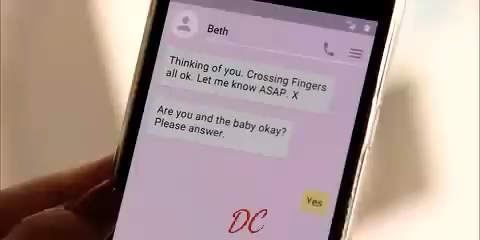 Beth
Thinking of you. Crossing Fingers
all ok. Let me know ASAP. X
Are you and the baby okay?
Please answer.
Yes
DC